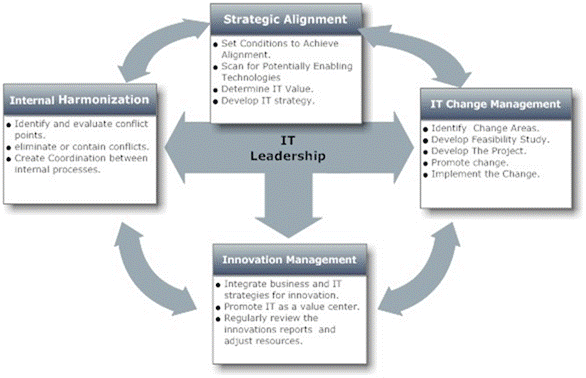 Strategic Alignment
● Set Conditions to Achieve
Alignment.
● Scan for Potentially Enabling
Technologies
● Determine IT Value.
● Develop IT strategy.
Internal Harmonization
● Identify and evaluate conflict
points.
● eliminate or contain conflicts.
● Create Coordination between
internal processes.
IT
Leadership
IT Change Management
● Identify Change Areas.
● Develop Feasibility Study.
● Develop The Project.
● Promote change.
● Implement the Change.
Innovation Management
● Integrate business and IT
strategies for innovation.
● Promote IT as a value center.
● Regularly review the
innovations reports and
adjust resources.